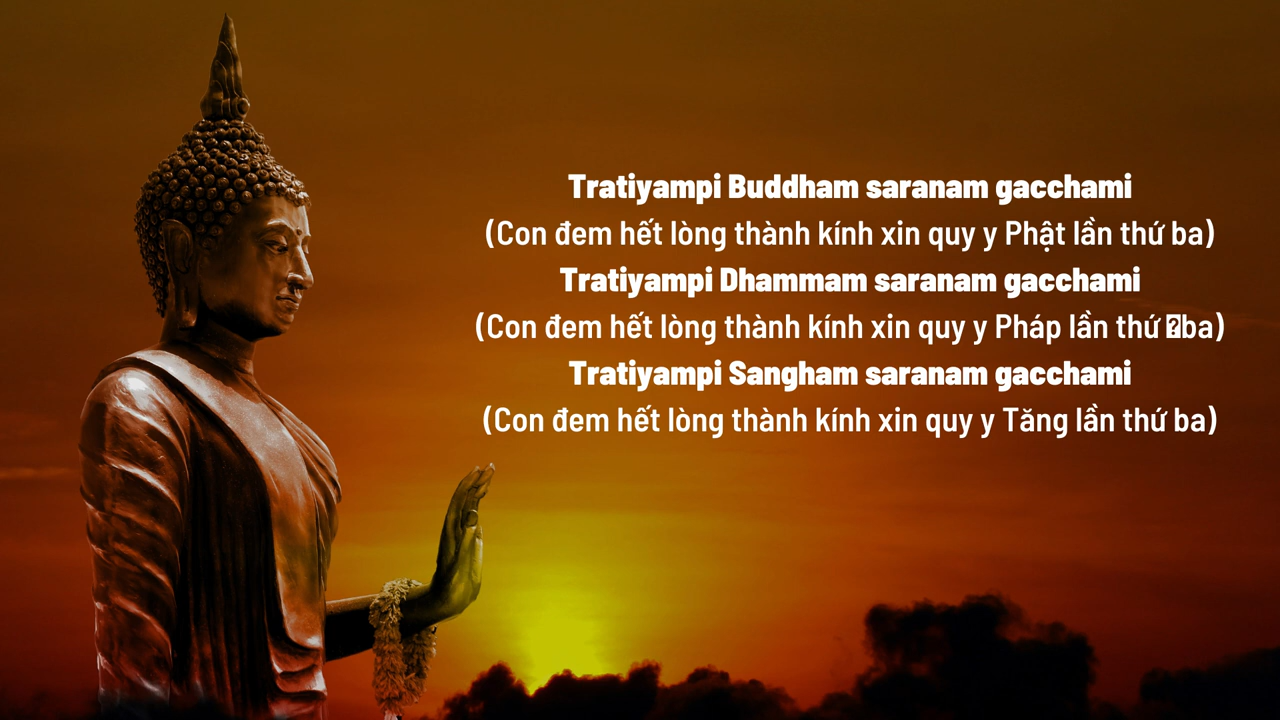 Tratiyampi Buddham saranam gacchami
(Con đem hết lòng thành kính xin quy y Phật lần thứ ba)
Tratiyampi Dhammam saranam gacchami
(Con đem hết lòng thành kính xin quy y Pháp lần thứ ba)
Tratiyampi Sangham saranam gacchami
(Con đem hết lòng thành kính xin quy y Tăng lần thứ ba)